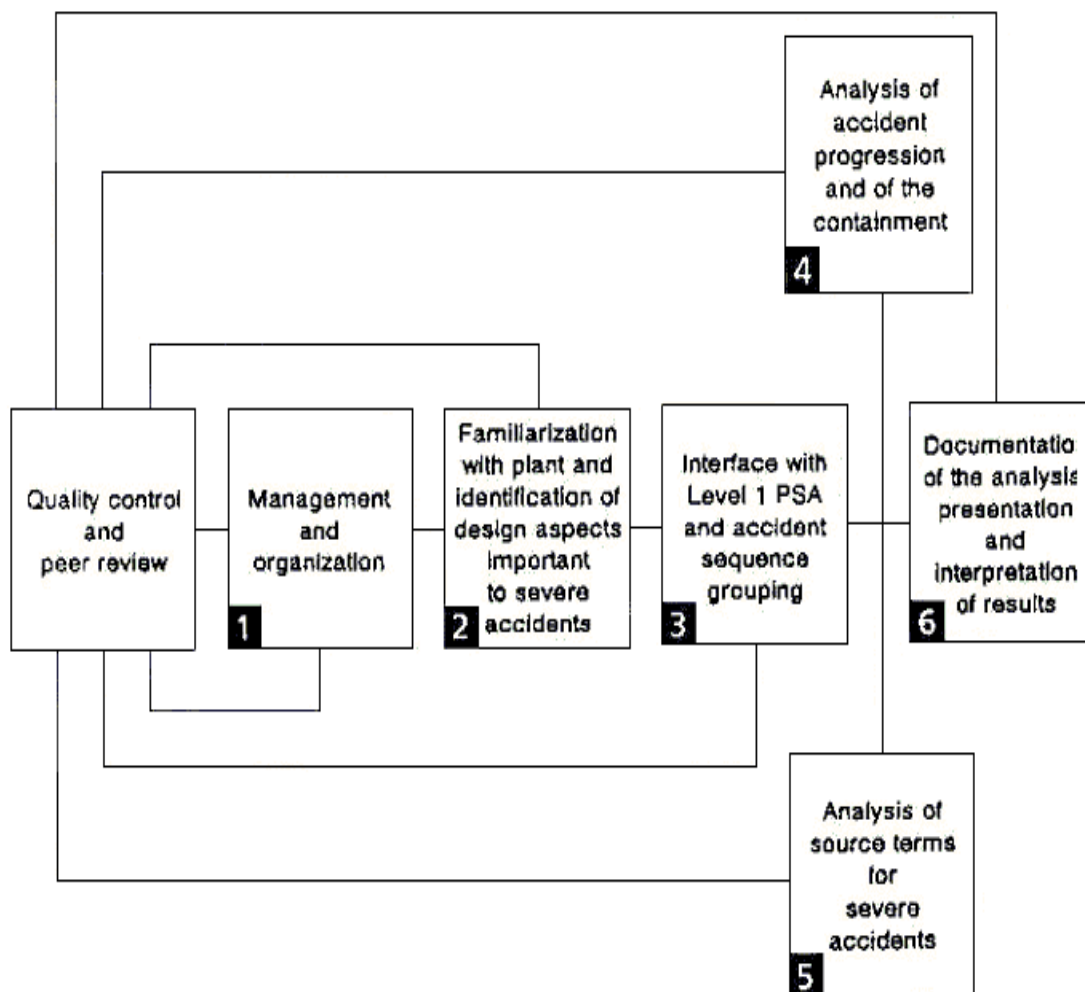 Analysis of
accident
progression
and of the
containment
4
Quality control
and
peer review
Management
and
organization
1
Familiarization
with plant and
identification of
design aspects
important
to severe
accidents
2
Interface with
Level 1 PSA
and accident
sequence
grouping
3
Documentatio
of the analysis
presentation
and
interpretation
of results
6
Analysis of
source terms
for
severe
accidents
5